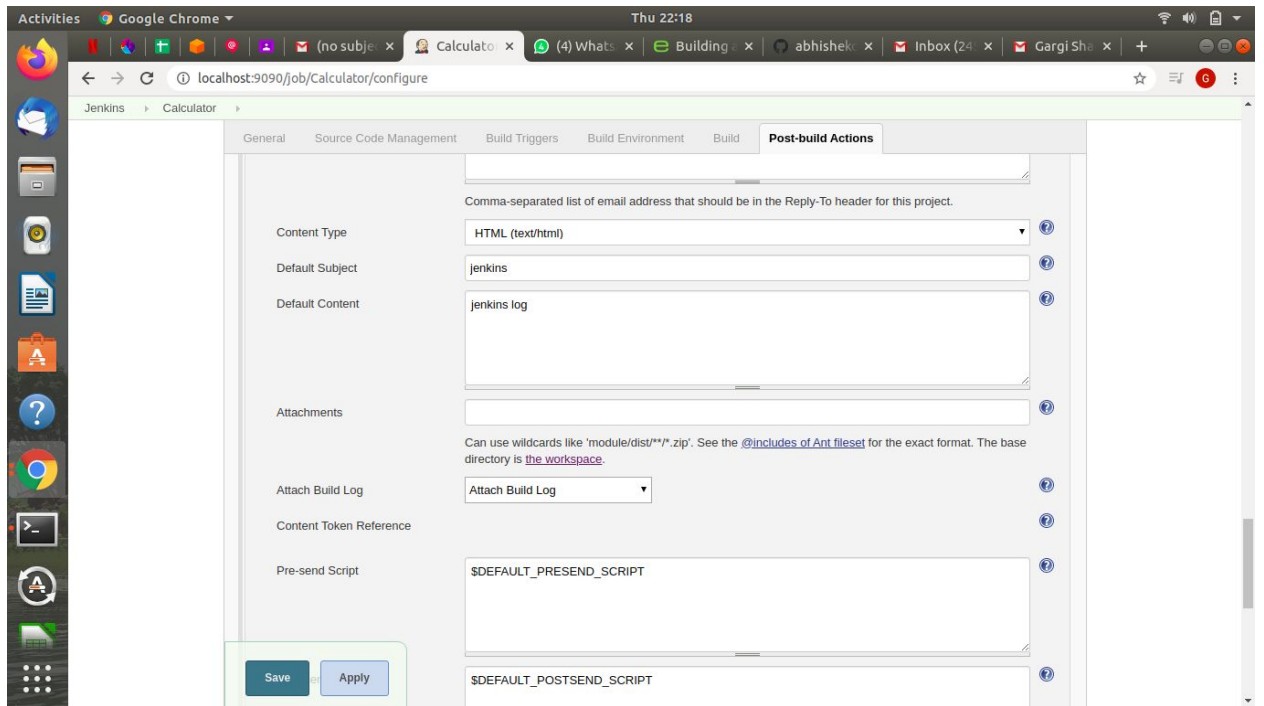 Activities Google Chrome ▾ Thu 22:18
(no subje Calculato (4) Whats Building a abhishekc Inbox (24 Gargi Sha
localhost:9090/job/Calculator/configure G
Jenkins Calculator
General Source Code Management Build Triggers Build Environment Build Post-build Actions
Comma-separated list of email address that should be in the Reply-To header for this project.
Content Type HTML (text/html)
Default Subject jenkins
Default Content jenkins log
Attachments
Can use wildcards like 'module/dist/**/*.zip'. See the @includes of Ant fileset for the exact format. The base
directory is the workspace.
Attach Build Log Attach Build Log
Content Token Reference
Pre-send Script $DEFAULT_PRESEND_SCRIPT
Save Apply $DEFAULT_POSTSEND_SCRIPT